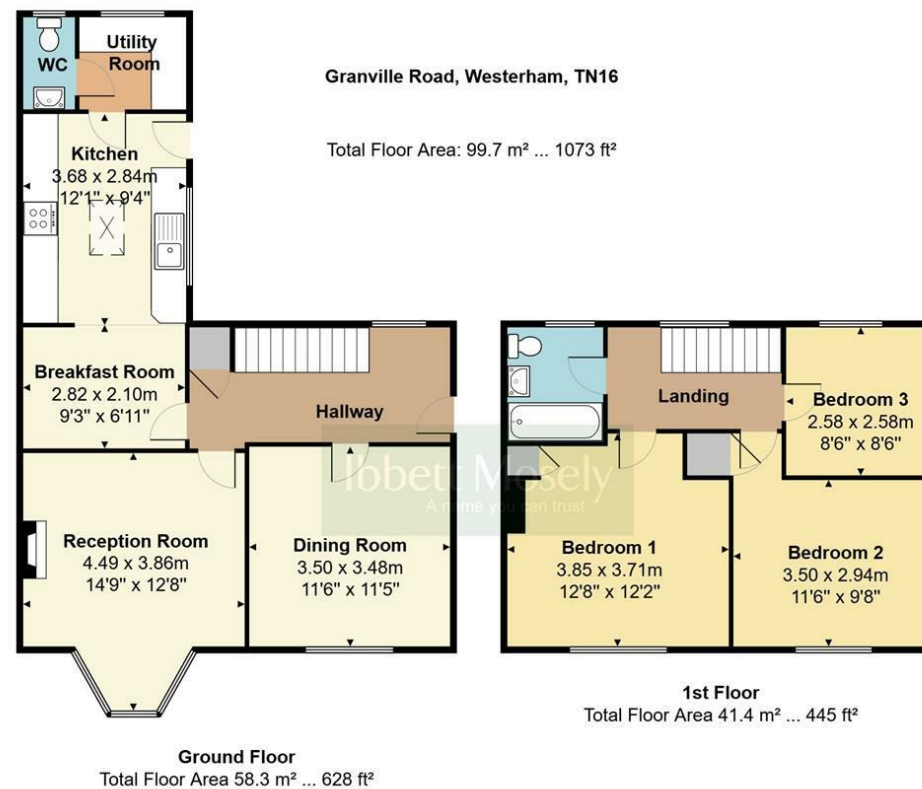 Granville Road, Westerham, TN16
Total Floor Area: 99.7 m² ... 1073 ft²
WC
Utility
Room
Kitchen
3.68 x 2.84m
12'1" x 9'4"
Breakfast Room
2.82 x 2.10m
9'3" x 6'11"
Hallway
Reception Room
4.49 x 3.86m
14'9" x 12'8"
Dining Room
3.50 x 3.48m
11'6" x 11'5"
Ibbett Mosely
A name you can trust.
Landing
Bedroom 3
2.58 x 2.58m
8'6" x 8'6"
Bedroom 1
3.85 x 3.71m
12'8" x 12'2"
Bedroom 2
3.50 x 2.94m
11'6" x 9'8"
1st Floor
Total Floor Area 41.4 m² ... 445 ft²
Ground Floor
Total Floor Area 58.3 m² ... 628 ft²